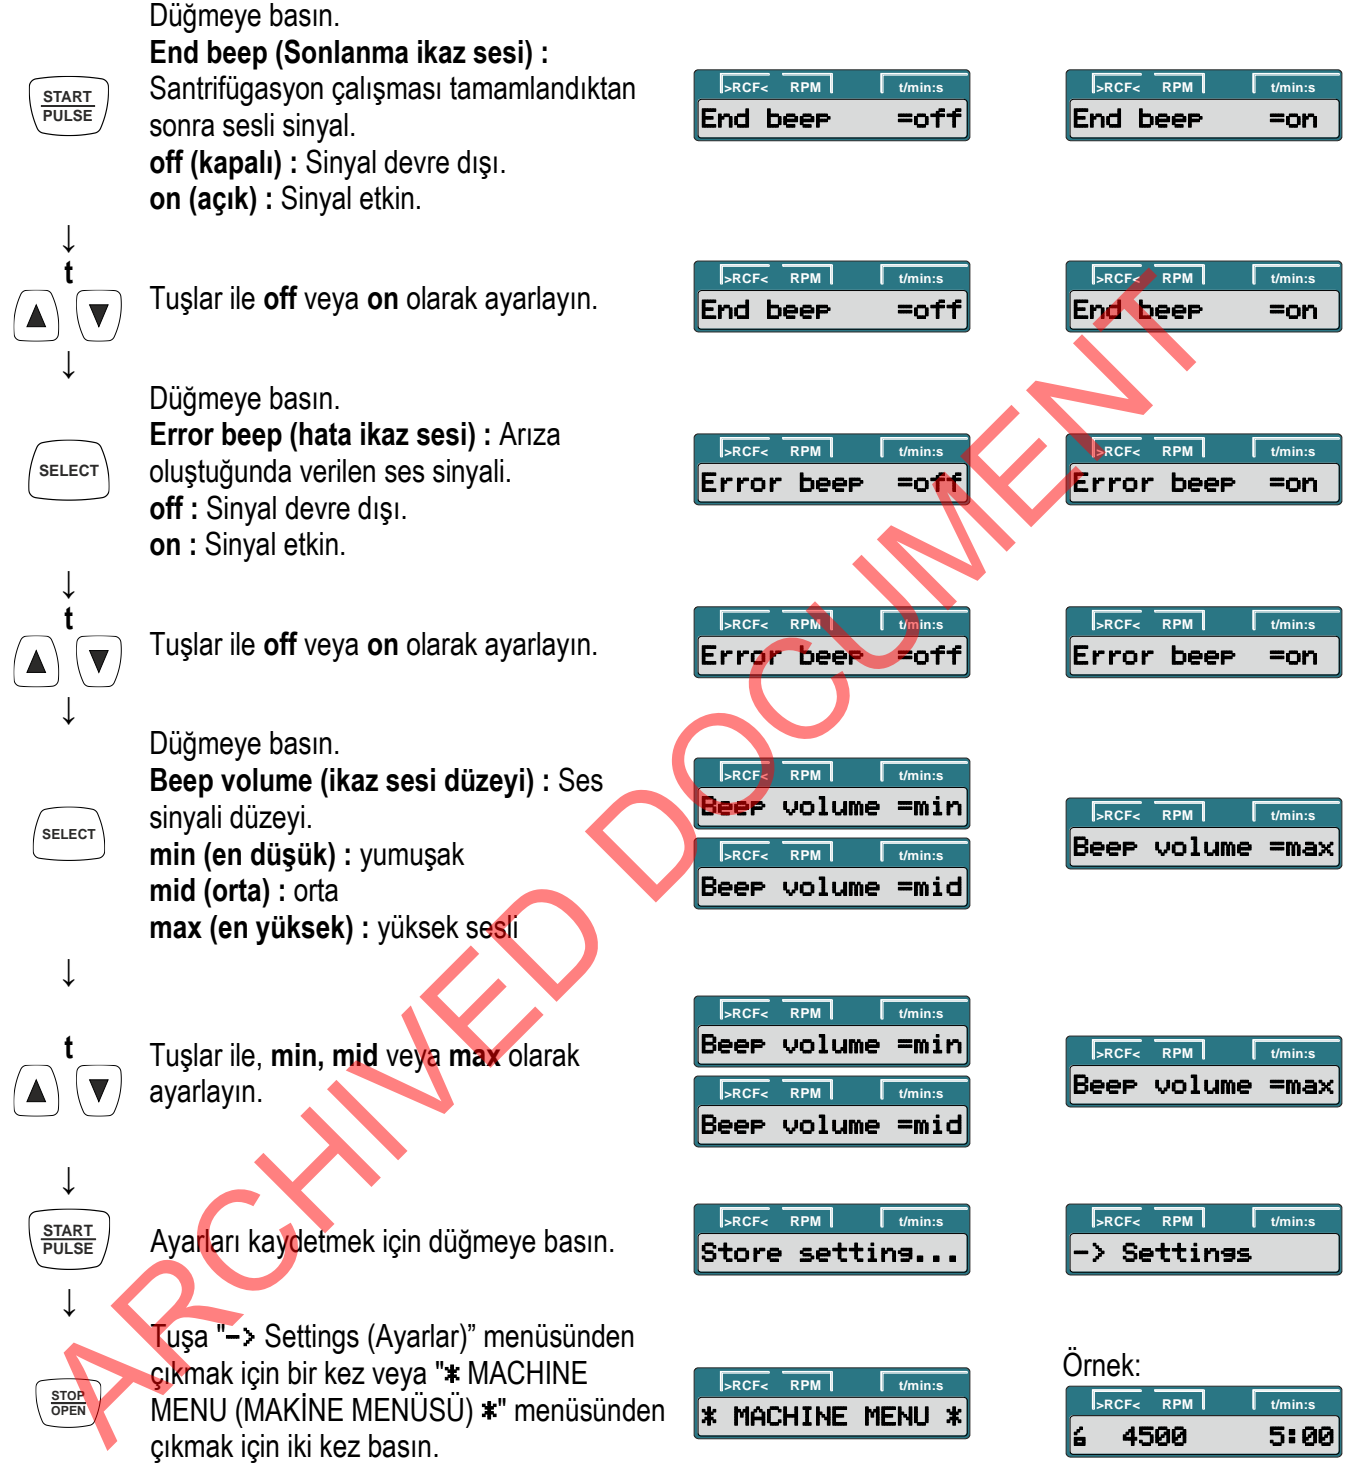 Düğmeye basın.
End beep (Sonlanma ikaz sesi) :
Santrifügasyon çalışması tamamlandıktan
sonra sesli sinyal.
off (kapalı) : Sinyal devre dışı.
on (açık) : Sinyal etkin.
START
PULSE
>RCF< RPM t/min:s
End beep =off
>RCF< RPM t/min:s
End beep =on
↓
t
▲ ▼
Tuşlar ile off veya on olarak ayarlayın.
>RCF< RPM t/min:s
End beep =off
>RCF< RPM t/min:s
End beep =on
↓
Düğmeye basın.
Error beep (hata ikaz sesi) : Arıza
oluştuğunda verilen ses sinyali.
off : Sinyal devre dışı.
on : Sinyal etkin.
SELECT
>RCF< RPM t/min:s
Error beep =off
>RCF< RPM t/min:s
Error beep =on
↓
t
▲ ▼
Tuşlar ile off veya on olarak ayarlayın.
>RCF< RPM t/min:s
Error beep =off
>RCF< RPM t/min:s
Error beep =on
↓
Düğmeye basın.
Beep volume (ikaz sesi düzeyi) : Ses
sinyali düzeyi.
min (en düşük) : yumuşak
mid (orta) : orta
max (en yüksek) : yüksek sesli
SELECT
>RCF< RPM t/min:s
Beep volume =min
>RCF< RPM t/min:s
Beep volume =mid
>RCF< RPM t/min:s
Beep volume =max
↓
t
▲ ▼
Tuşlar ile, min, mid veya max olarak
ayarlayın.
>RCF< RPM t/min:s
Beep volume =min
>RCF< RPM t/min:s
Beep volume =mid
>RCF< RPM t/min:s
Beep volume =max
↓
START
PULSE
Ayarları kaydetmek için düğmeye basın.
>RCF< RPM t/min:s
Store setting...
>RCF< RPM t/min:s
-> Settings
↓
STOP
OPEN
Tuşa "-> Settings (Ayarlar)” menüsünden
çıkmak için bir kez veya "* MACHINE
MENU (MAKİNE MENÜSÜ) *" menüsünden
çıkmak için iki kez basın.
>RCF< RPM t/min:s
* MACHINE MENU *
Örnek:
>RCF< RPM t/min:s
4500 5:00
ARCHIVED DOCUMENT